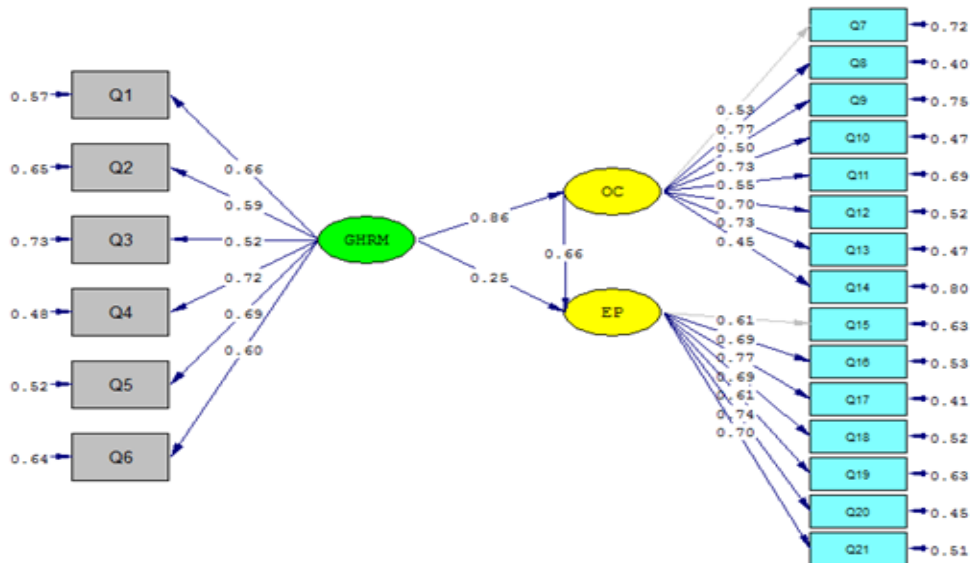 0.57 Q1
0.65 Q2
0.73 Q3
0.48 Q4
0.52 Q5
0.64 Q6
0.66
0.59
0.52
0.72
0.69
0.60
GHRM
0.86
0.25
OC
0.66
EP
0.53
0.77
0.50
0.73
0.55
0.70
0.73
0.45
0.61
0.69
0.77
0.69
0.61
0.74
0.70
Q7 0.72
Q8 0.40
Q9 0.75
Q10 0.47
Q11 0.69
Q12 0.52
Q13 0.47
Q14 0.80
Q15 0.63
Q16 0.53
Q17 0.41
Q18 0.52
Q19 0.63
Q20 0.45
Q21 0.51